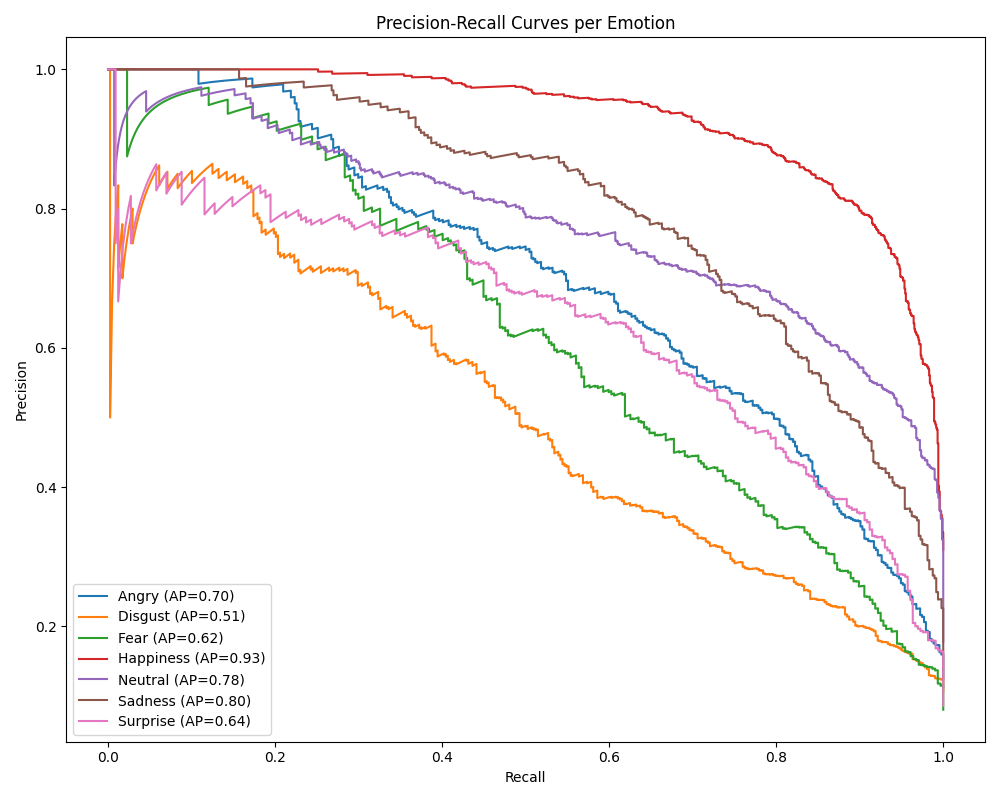 Precision-Recall Curves per Emotion
1.0
0.8
0.6
0.4
0.2
Precision
Angry (AP=0.70)
Disgust (AP=0.51)
Fear (AP=0.62)
Happiness (AP=0.93)
Neutral (AP=0.78)
Sadness (AP=0.80)
Surprise (AP=0.64)
0.0 0.2 0.4 0.6 0.8 1.0
Recall